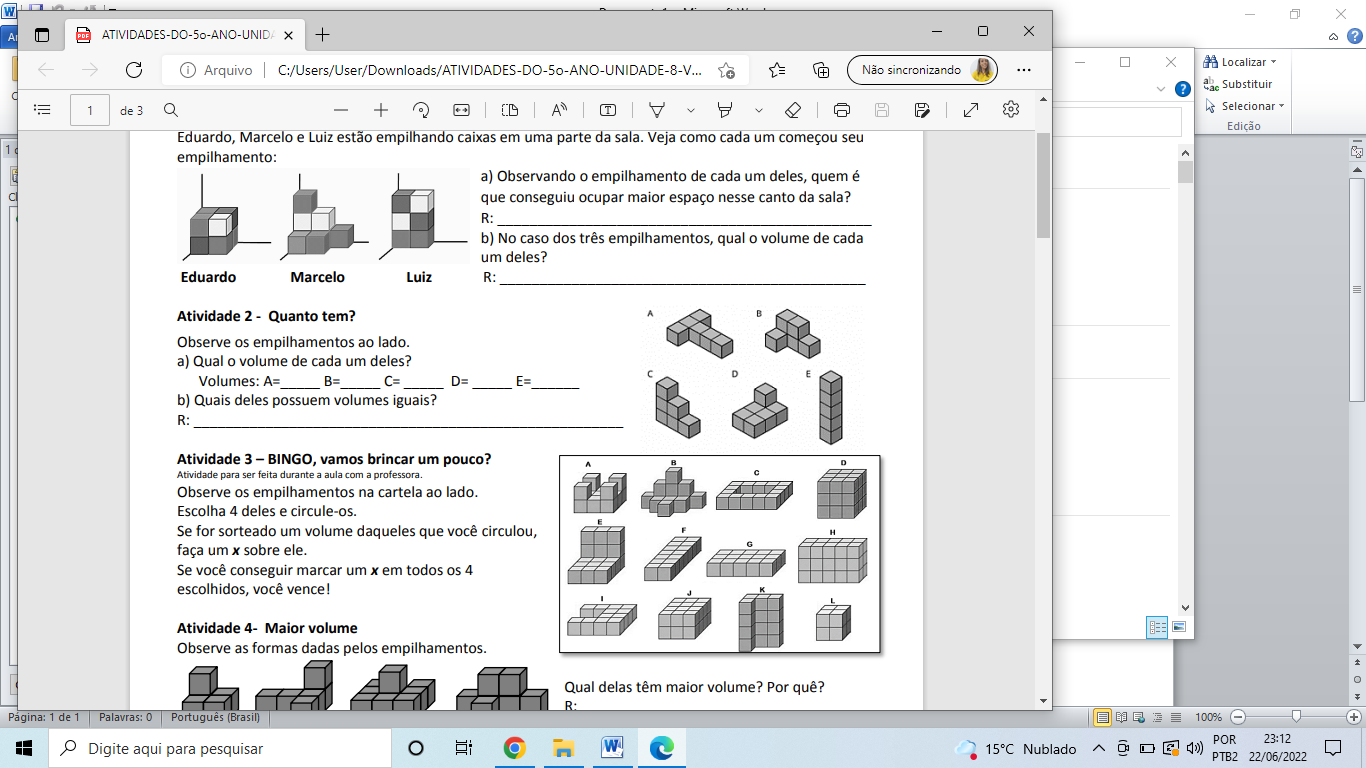 ATIVIDADES-DO-5o-ANO-UNIDA
Arquivo
C:/Users/User/Downloads/ATIVIDADES-DO-5o-ANO-UNIDADE-8-V...
Não sincronizando
1
de 3
Localizar
Substituir
Selecionar
Edição
Eduardo, Marcelo e Luiz estão empilhando caixas em uma parte da sala. Veja como cada um começou seu
empilhamento:
a) Observando o empilhamento de cada um deles, quem é
que conseguiu ocupar maior espaço nesse canto da sala?
R: _______________________________________________
b) No caso dos três empilhamentos, qual o volume de cada
um deles?
R: ______________________________________________
Eduardo
Marcelo
Luiz
Atividade 2 - Quanto tem?
Observe os empilhamentos ao lado.
a) Qual o volume de cada um deles?
Volumes: A=_____ B=_____ C= _____ D= _____ E=______
b) Quais deles possuem volumes iguais?
R: ______________________________________________________
A
B
C
D
E
Atividade 3 – BINGO, vamos brincar um pouco?
Atividade para ser feita durante a aula com a professora.
Observe os empilhamentos na cartela ao lado.
Escolha 4 deles e circule-os.
Se for sorteado um volume daqueles que você circulou,
faça um x sobre ele.
Se você conseguir marcar um x em todos os 4
escolhidos, você vence!
A
B
C
D
E
F
G
H
I
J
K
L
Atividade 4- Maior volume
Observe as formas dadas pelos empilhamentos.
Qual delas têm maior volume? Por quê?
R:
Página: 1 de 1
Palavras: 0
Português (Brasil)
100%
Digite aqui para pesquisar
15°C Nublado
POR
PTB2
23:12
22/06/2022